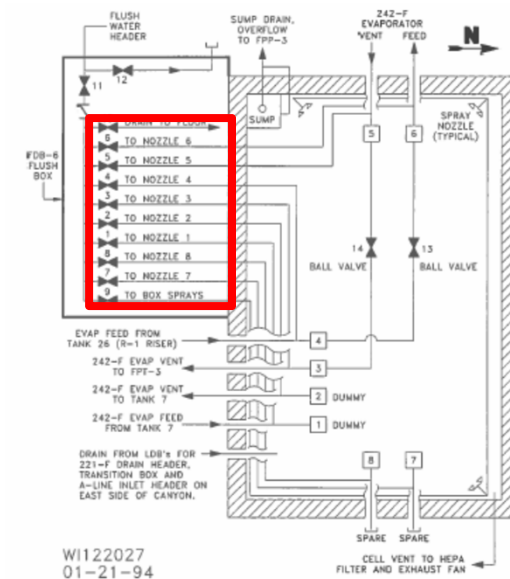 FLUSH
WATER
HEADER
SUMP DRAIN,
OVERFLOW
TO FPP-3
242-F
EVAPORATOR
VENT FEED
N
11
12
SUMP
5
6
SPRAY
NOZZLE
(TYPICAL)
FDB-6
FLUSH
BOX
DRAIN TO FLOOR
6 TO NOZZLE 6
5 TO NOZZLE 5
4 TO NOZZLE 4
3 TO NOZZLE 3
2 TO NOZZLE 2
1 TO NOZZLE 1
8 TO NOZZLE 8
7 TO NOZZLE 7
9 TO BOX SPRAYS
14
13
BALL VALVE
BALL VALVE
EVAP FEED FROM
TANK 26 (R-1 RISER)
4
242-F EVAP VENT
TO FPT-3
3
242-F EVAP VENT
TO TANK 7
2 DUMMY
242-F EVAP FEED
FROM TANK 7
1 DUMMY
DRAIN FROM LDB's FOR
221-F DRAIN HEADER,
TRANSITION BOX AND
A-LINE INLET HEADER ON
EAST SIDE OF CANYON.
8
7
SPARE SPARE
WI122027
01-21-94
CELL VENT TO HEPA
FILTER AND EXHAUST FAN